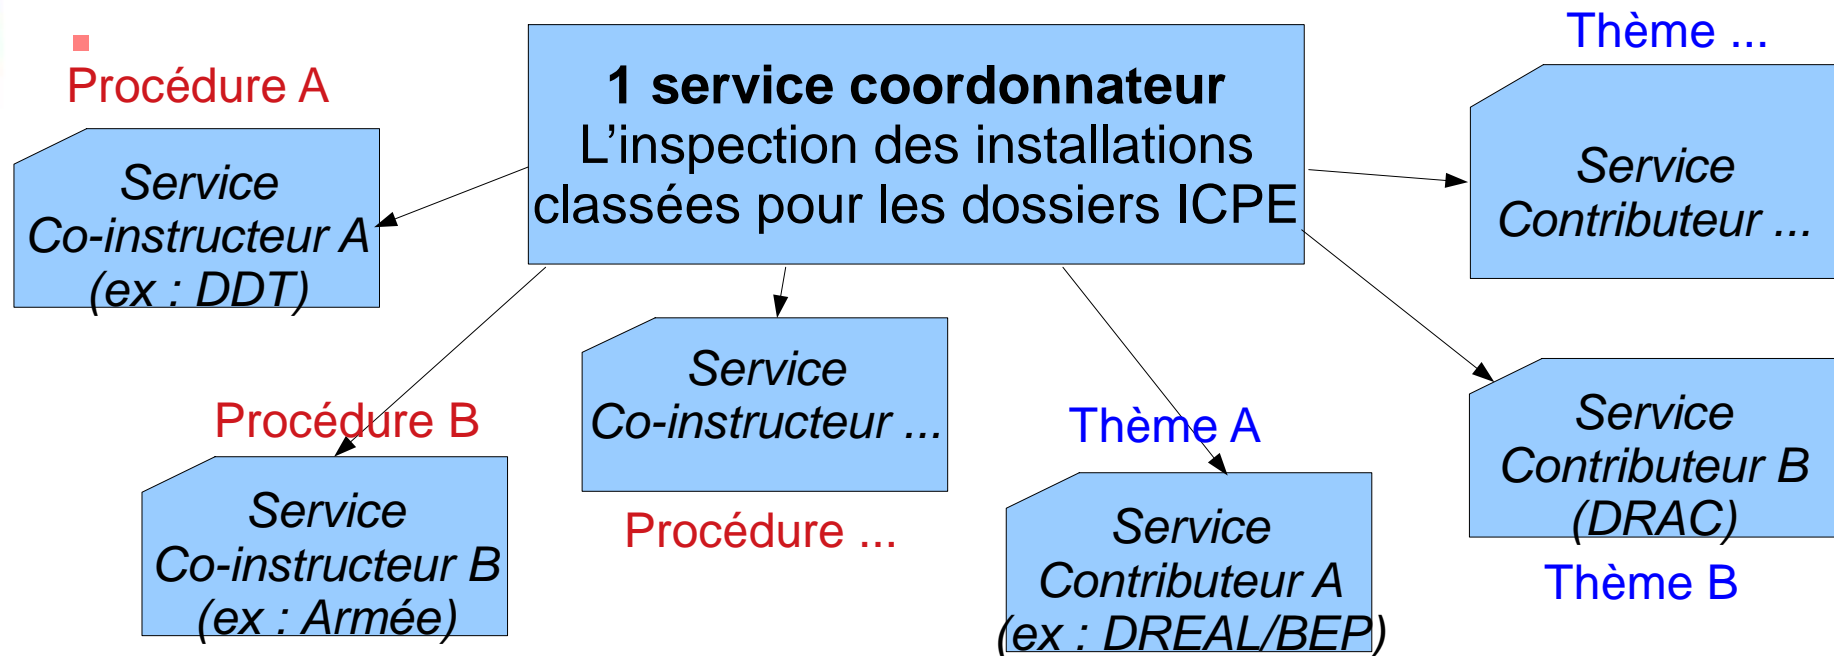 Procédure A
Service
Co-instructeur A
(ex : DDT)
1 service coordonnateur
L’inspection des installations
classées pour les dossiers ICPE
Thème ...
Service
Contributeur ...
Procédure B
Service
Co-instructeur B
(ex : Armée)
Service
Co-instructeur ...
Procédure ...
Thème A
Service
Contributeur A
(ex : DREAL/BEP)
Service
Contributeur B
(DRAC)
Thème B